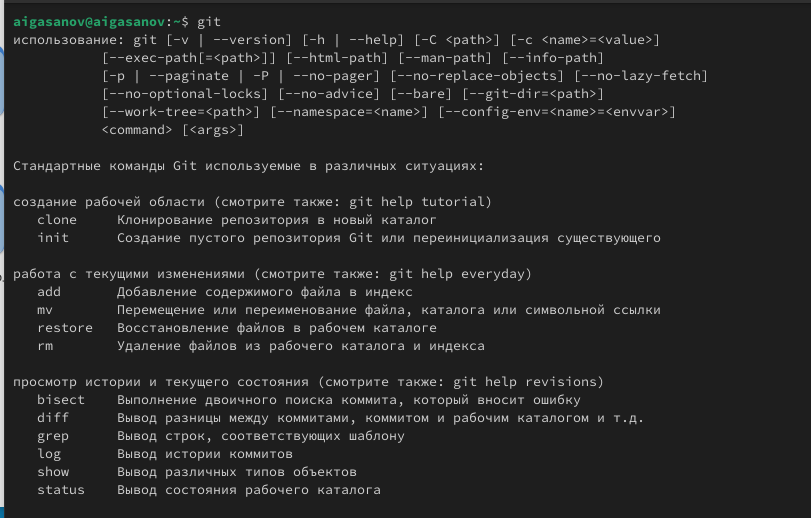 aigasanov@aigasanov:~$ git
использование: git [-v | --version] [-h | --help] [-C <path>] [-c <name>=<value>]
[--exec-path[=<path>]] [--html-path] [--man-path] [--info-path]
[-p | --paginate | -P | --no-pager] [--no-replace-objects] [--no-lazy-fetch]
[--no-optional-locks] [--no-advice] [--bare] [--git-dir=<path>]
[--work-tree=<path>] [--namespace=<name>] [--config-env=<name>=<envvar>]
<command> [<args>]
Стандартные команды Git используемые в различных ситуациях:
создание рабочей области (смотрите также: git help tutorial)
clone Клонирование репозитория в новый каталог
init Создание пустого репозитория Git или переинициализация существующего
работа с текущими изменениями (смотрите также: git help everyday)
add Добавление содержимого файла в индекс
mv Перемещение или переименование файла, каталога или символьной ссылки
restore Восстановление файлов в рабочем каталоге
rm Удаление файлов из рабочего каталога и индекса
просмотр истории и текущего состояния (смотрите также: git help revisions)
bisect Выполнение двоичного поиска коммита, который вносит ошибку
diff Вывод разницы между коммитами, коммитом и рабочим каталогом и т.д.
grep Вывод строк, соответствующих шаблону
log Вывод истории коммитов
show Вывод различных типов объектов
status Вывод состояния рабочего каталога